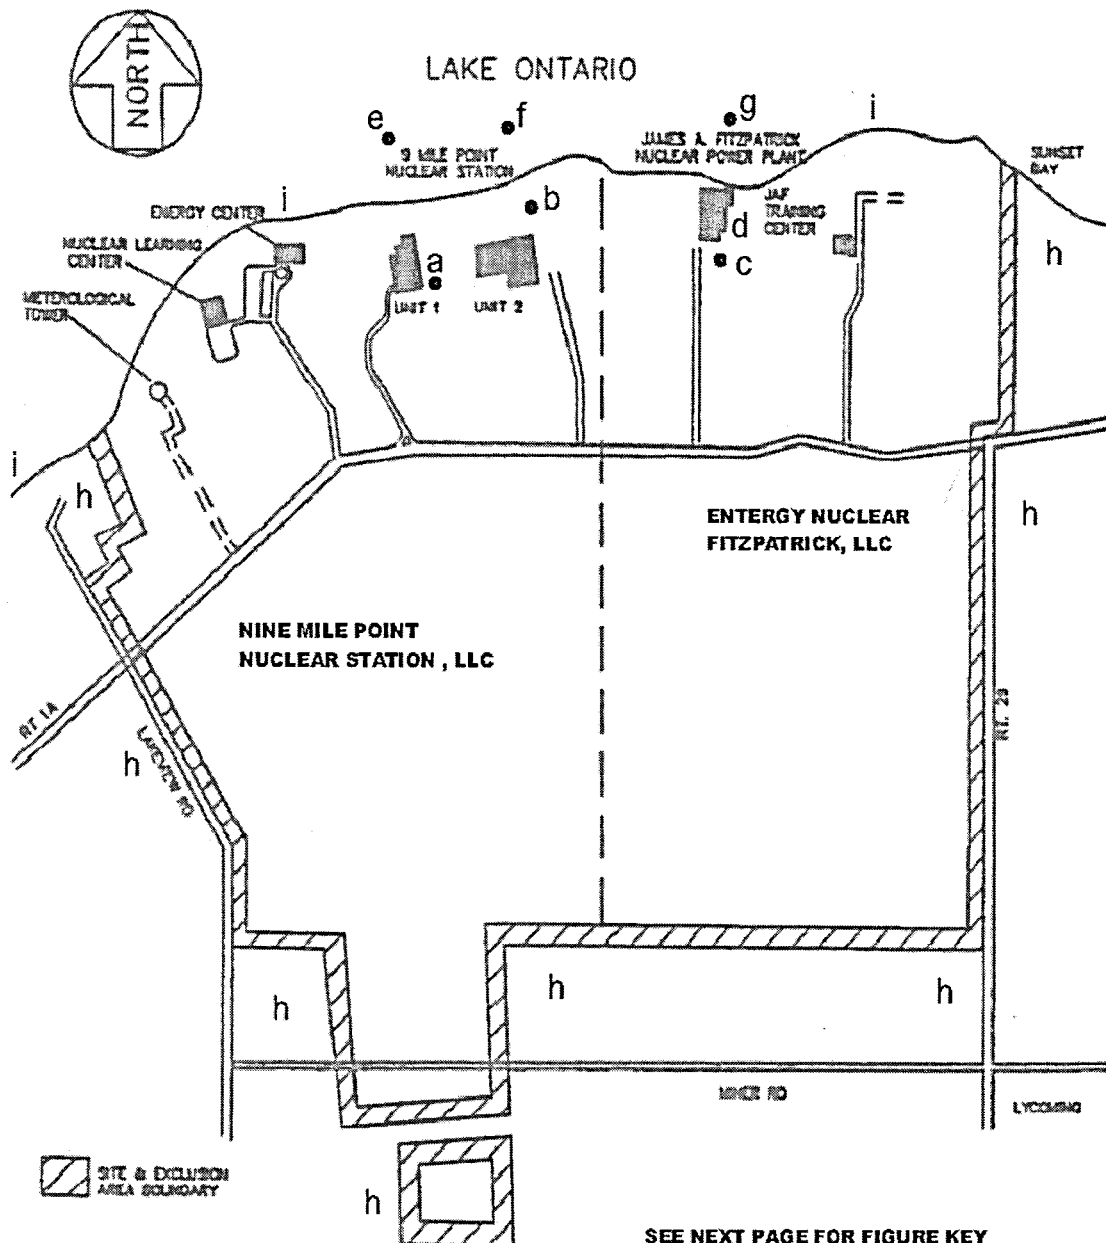 NORTH
LAKE ONTARIO
e
f
g
i
9 MILE POINT
NUCLEAR STATION
JAMES A. FITZPATRICK
NUCLEAR POWER PLANT
SUNSET
BAY
ENERGY CENTER
i
b
JAF
TRAINING
CENTER
d
h
NUCLEAR LEARNING
CENTER
a
c
METEROLOGICAL
TOWER
UNIT 1
UNIT 2
i
h
ENTERGY NUCLEAR
FITZPATRICK, LLC
h
NINE MILE POINT
NUCLEAR STATION , LLC
RT 1A
LAKEVIEW RD
h
RT. 29
h
h
h
MINER RD
LYCOMING
SITE & EXCLUSION
AREA BOUNDARY
h
SEE NEXT PAGE FOR FIGURE KEY